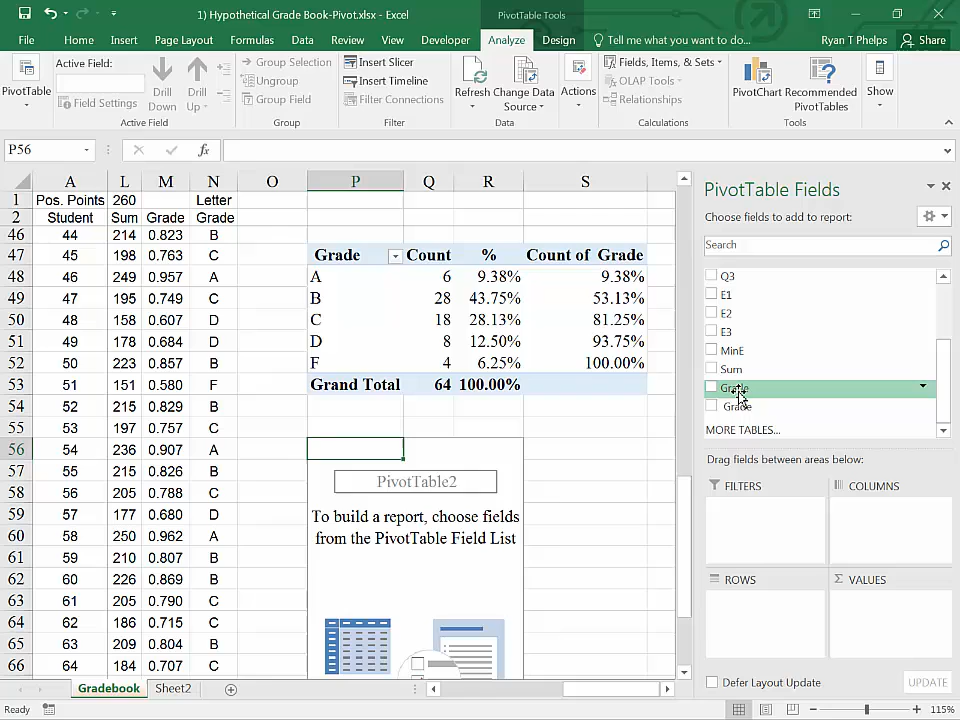 1) Hypothetical Grade Book-Pivot.xlsx - Excel
PivotTable Tools
File Home Insert Page Layout Formulas Data Review View Developer Analyze Design Tell me what you want to do... Ryan T Phelps Share
PivotTable
Active Field:
Field Settings
Drill Down
Drill Up
Active Field
Group Selection
Ungroup
Group Field
Group
Insert Slicer
Insert Timeline
Filter Connections
Filter
Refresh
Change Data Source
Data
Actions
Fields, Items, & Sets
OLAP Tools
Relationships
Calculations
PivotChart
Recommended PivotTables
Tools
Show
P56
fx
A L M N O P Q R S
1 Pos. Points 260 Letter
2 Student Sum Grade Grade
46 44 214 0.823 B
47 45 198 0.763 C Grade Count % Count of Grade
48 46 249 0.957 A A 6 9.38% 9.38%
49 47 195 0.749 C B 28 43.75% 53.13%
50 48 158 0.607 D C 18 28.13% 81.25%
51 49 178 0.684 D D 8 12.50% 93.75%
52 50 223 0.857 B F 4 6.25% 100.00%
53 51 151 0.580 F Grand Total 64 100.00%
54 52 215 0.829 B
55 53 197 0.757 C
56 54 236 0.907 A
57 55 215 0.826 B
58 56 205 0.788 C
59 57 177 0.680 D
60 58 250 0.962 A
61 59 210 0.807 B
62 60 226 0.869 B
63 61 205 0.790 C
64 62 186 0.715 C
65 63 209 0.804 B
66 64 184 0.707 C
PivotTable2
To build a report, choose fields
from the PivotTable Field List
PivotTable Fields
Choose fields to add to report:
Search
Q3
E1
E2
E3
MinE
Sum
Grade
Grade
MORE TABLES...
Drag fields between areas below:
FILTERS
COLUMNS
ROWS
Σ VALUES
Defer Layout Update
UPDATE
Gradebook Sheet2
Ready
115%